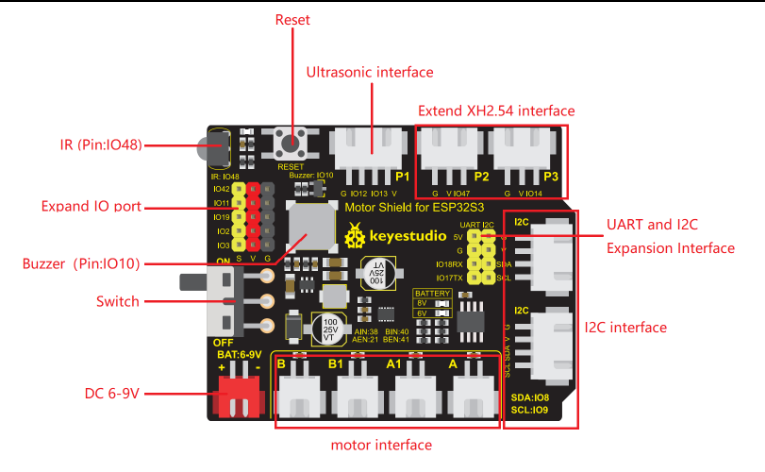 Reset
Ultrasonic interface
Extend XH2.54 interface
IR (Pin:IO48)
RESET
P1
P2
P3
IR: IO48
Buzzer: IO10
IO42
G IO12 IO13 V
G V IO47
G V IO14
Expand IO port
IO11
Motor Shield for ESP32S3
IO19
UART I2C
I2C
UART and I2C
Expansion Interface
IO2
keyestudio
5V
IO3
G
Buzzer (Pin:IO10)
S V G
IO18RX
SDA
ON
IO17TX
SCL
100
25V
VT
Switch
BATTERY
8V
6V
I2C
I2C interface
100
25V
VT
AIN:38 BIN:40
AEN:21 BEN:41
G
V
SDA
SCL
OFF
BAT:6-9V
+ -
B
B1
A1
A
DC 6-9V
SDA:IO8
SCL:IO9
motor interface